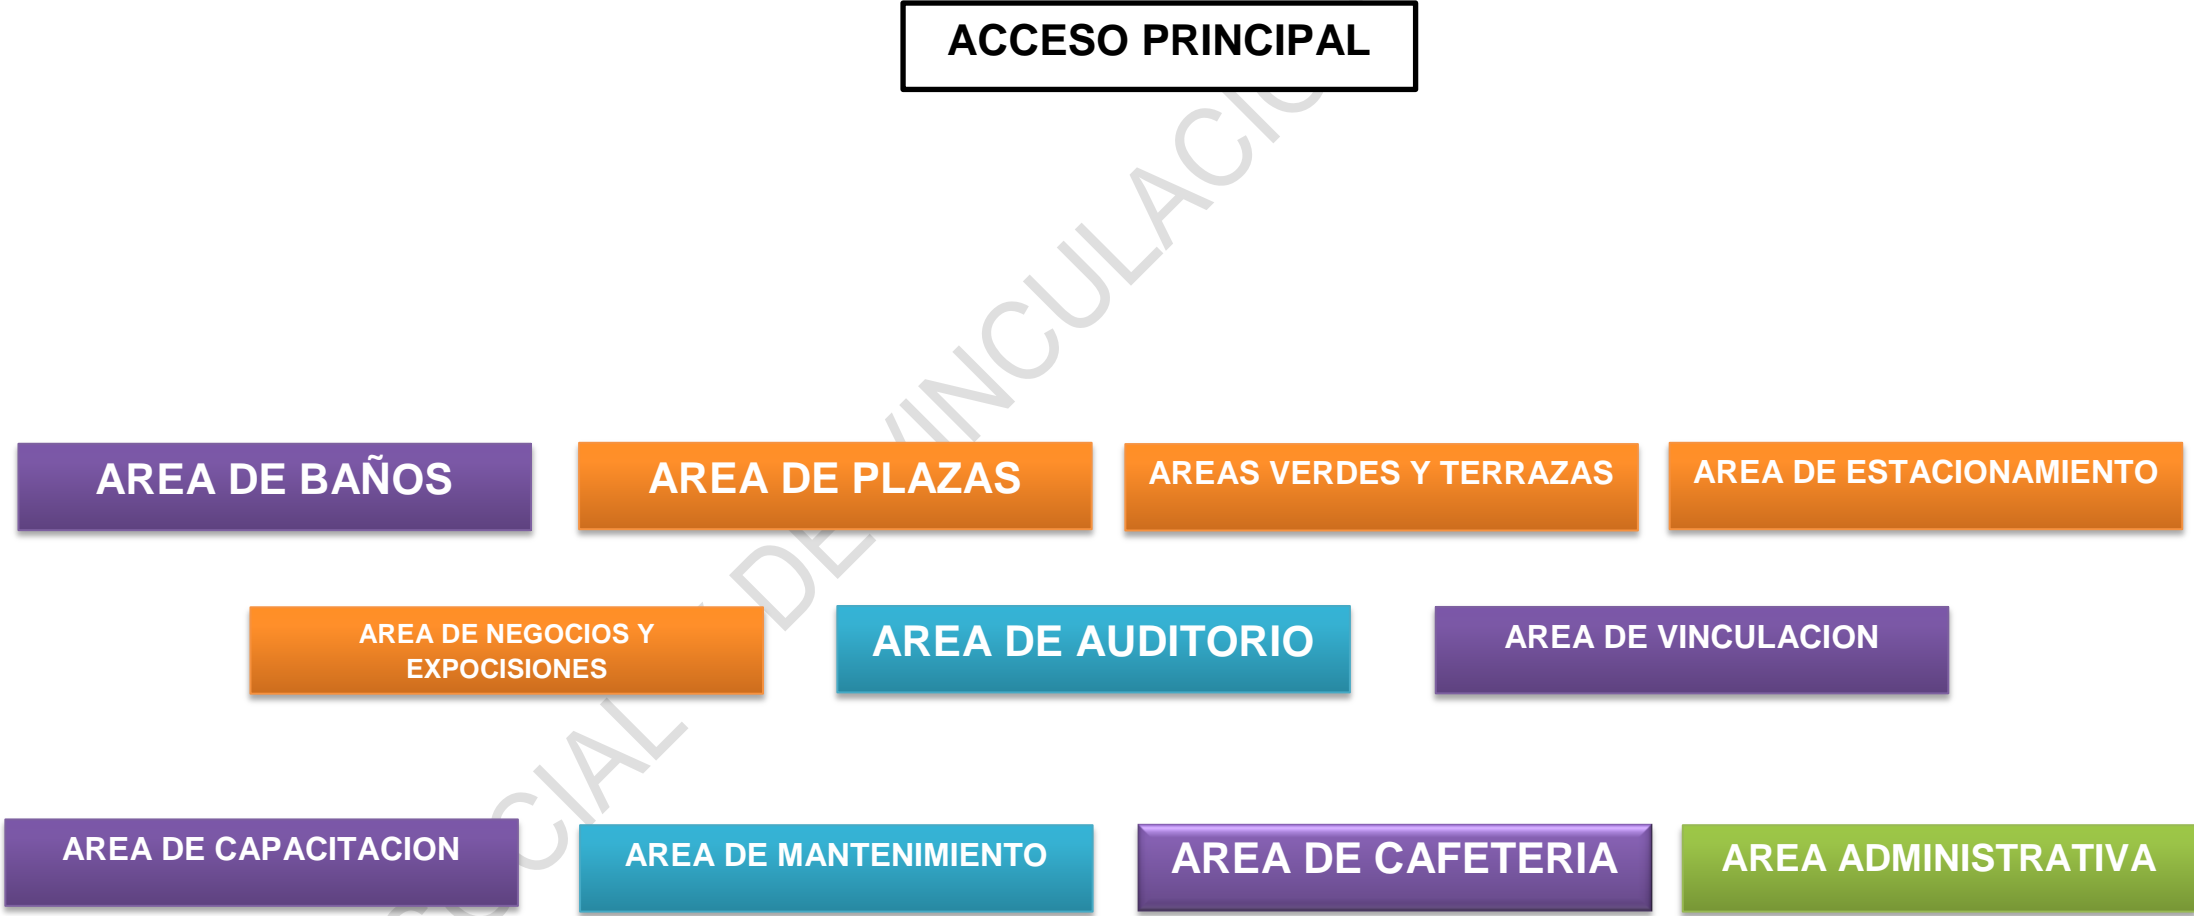 ACCESO PRINCIPAL
AREA DE BAÑOS
AREA DE PLAZAS
AREAS VERDES Y TERRAZAS
AREA DE ESTACIONAMIENTO
AREA DE NEGOCIOS Y
EXPOCISIONES
AREA DE AUDITORIO
AREA DE VINCULACION
AREA DE CAPACITACION
AREA DE MANTENIMIENTO
AREA DE CAFETERIA
AREA ADMINISTRATIVA